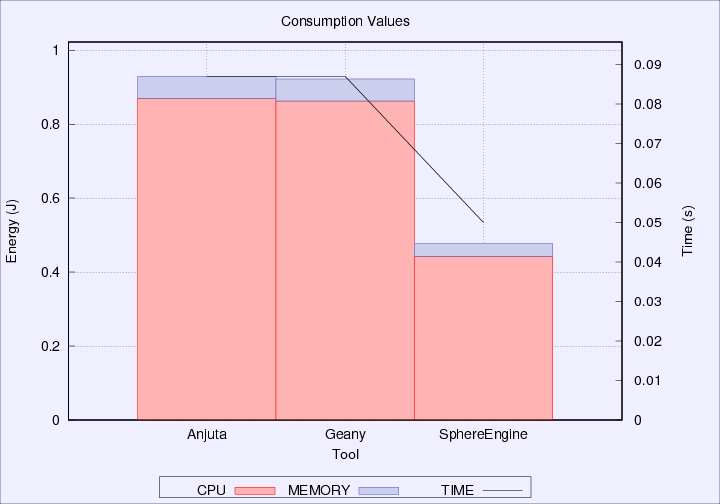 Consumption Values
1
0.8
0.6
0.4
0.2
0
Energy (J)
0.09
0.08
0.07
0.06
0.05
0.04
0.03
0.02
0.01
0
Time (s)
Anjuta Geany SphereEngine
Tool
CPU MEMORY TIME